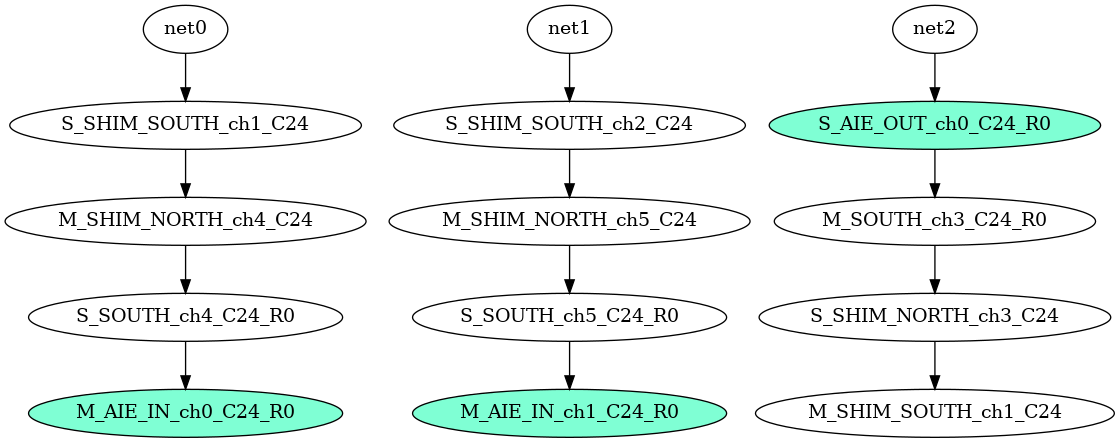 net0
net1
net2
S_SHIM_SOUTH_ch1_C24
S_SHIM_SOUTH_ch2_C24
S_AIE_OUT_ch0_C24_R0
M_SHIM_NORTH_ch4_C24
M_SHIM_NORTH_ch5_C24
M_SOUTH_ch3_C24_R0
S_SOUTH_ch4_C24_R0
S_SOUTH_ch5_C24_R0
S_SHIM_NORTH_ch3_C24
M_AIE_IN_ch0_C24_R0
M_AIE_IN_ch1_C24_R0
M_SHIM_SOUTH_ch1_C24